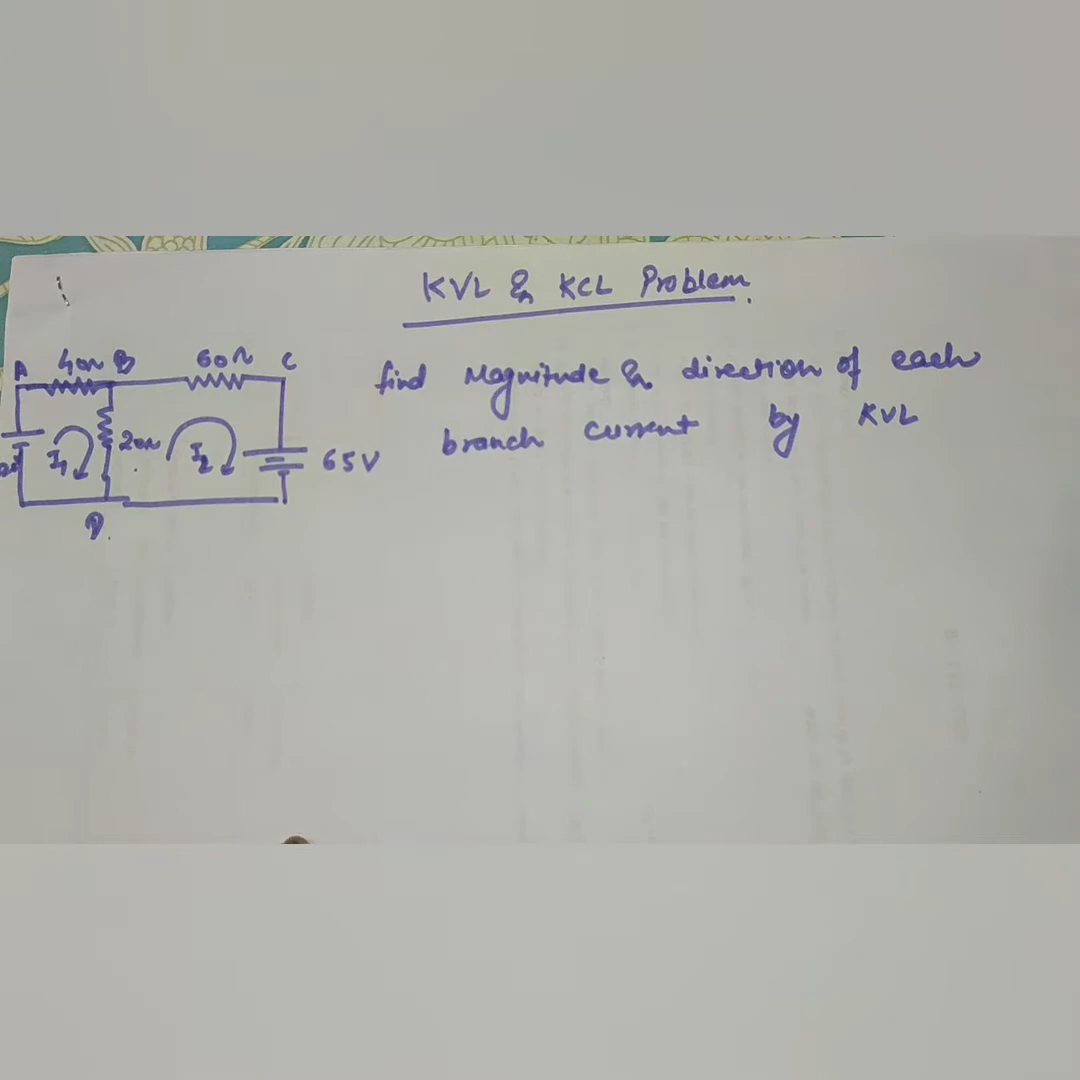 KVL & KCL Problem.
find Magnitude & direction of each
branch current by KVL
A 40Ω B 60Ω C
I1 20Ω I2 65V
D.